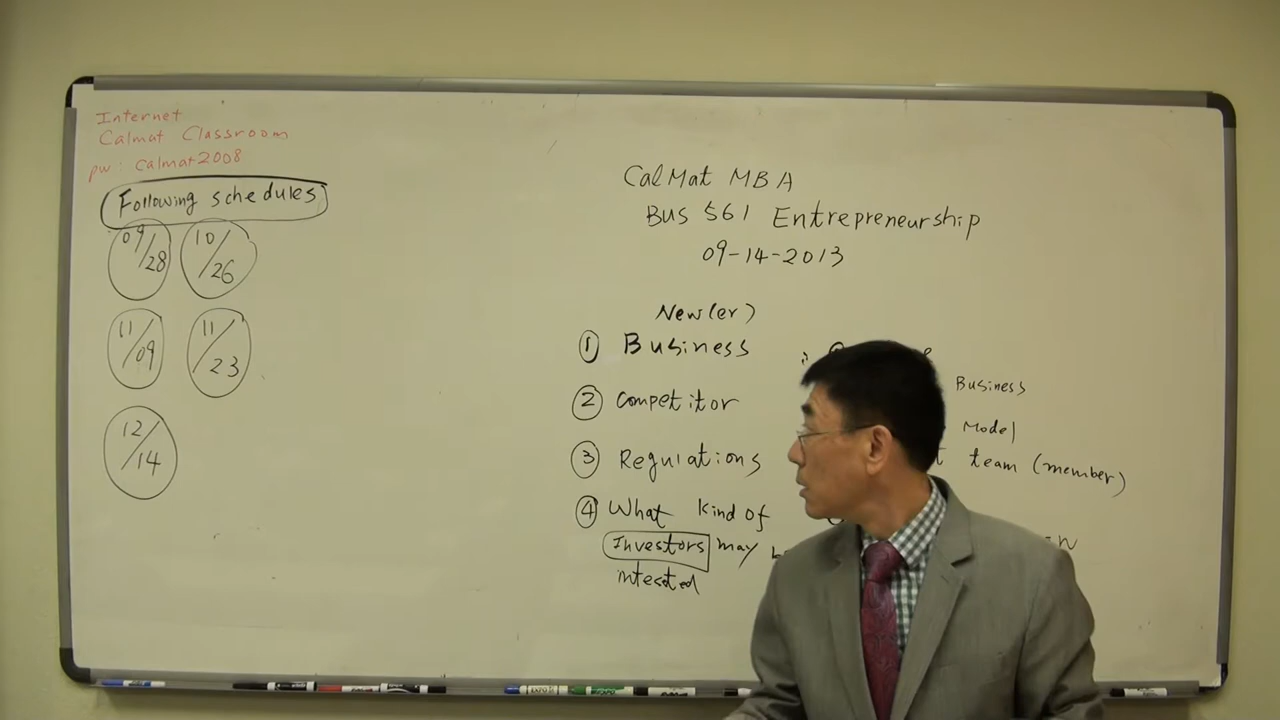 Internet
Calmat Classroom
pw: Calmat2008
Following schedules
09/28 10/26
11/09 11/23
12/14
CalMat MBA
BUS 561 Entrepreneurship
09-14-2013
New(er)
① Business
② Competitor
③ Regulations
④ What kind of
Investors may
intesated
Business
Model
team (member)
EXPO